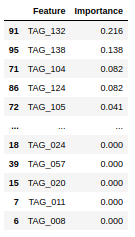 Feature Importance
91 TAG_132 0.216
95 TAG_138 0.138
71 TAG_104 0.082
86 TAG_124 0.082
72 TAG_105 0.041
... ... ...
18 TAG_024 0.000
39 TAG_057 0.000
15 TAG_020 0.000
7 TAG_011 0.000
6 TAG_008 0.000